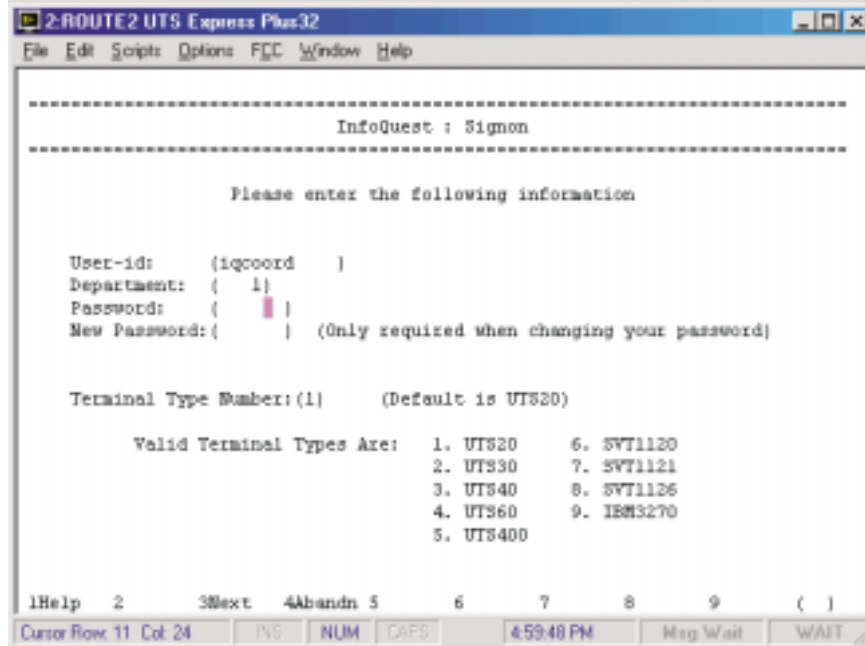 2:ROUTE2 UTS Express Plus32
File Edit Scripts Options FCC Window Help
InfoQuest : Signon
Please enter the following information
User-id: (iqcoord )
Department: ( 1)
Password: ( )
New Password:( ) (Only required when changing your password)
Terminal Type Number:(1) (Default is UTS20)
Valid Terminal Types Are: 1. UTS20 6. SVT1120
2. UTS30 7. SVT1121
3. UTS40 8. SVT1126
4. UTS60 9. IBM3270
5. UTS400
1Help 2 3Next 4Abandn 5 6 7 8 9 ( )
Cursor Row: 11 Col: 24 INS NUM CAPS 4:59:48 PM Msg Wait WAIT